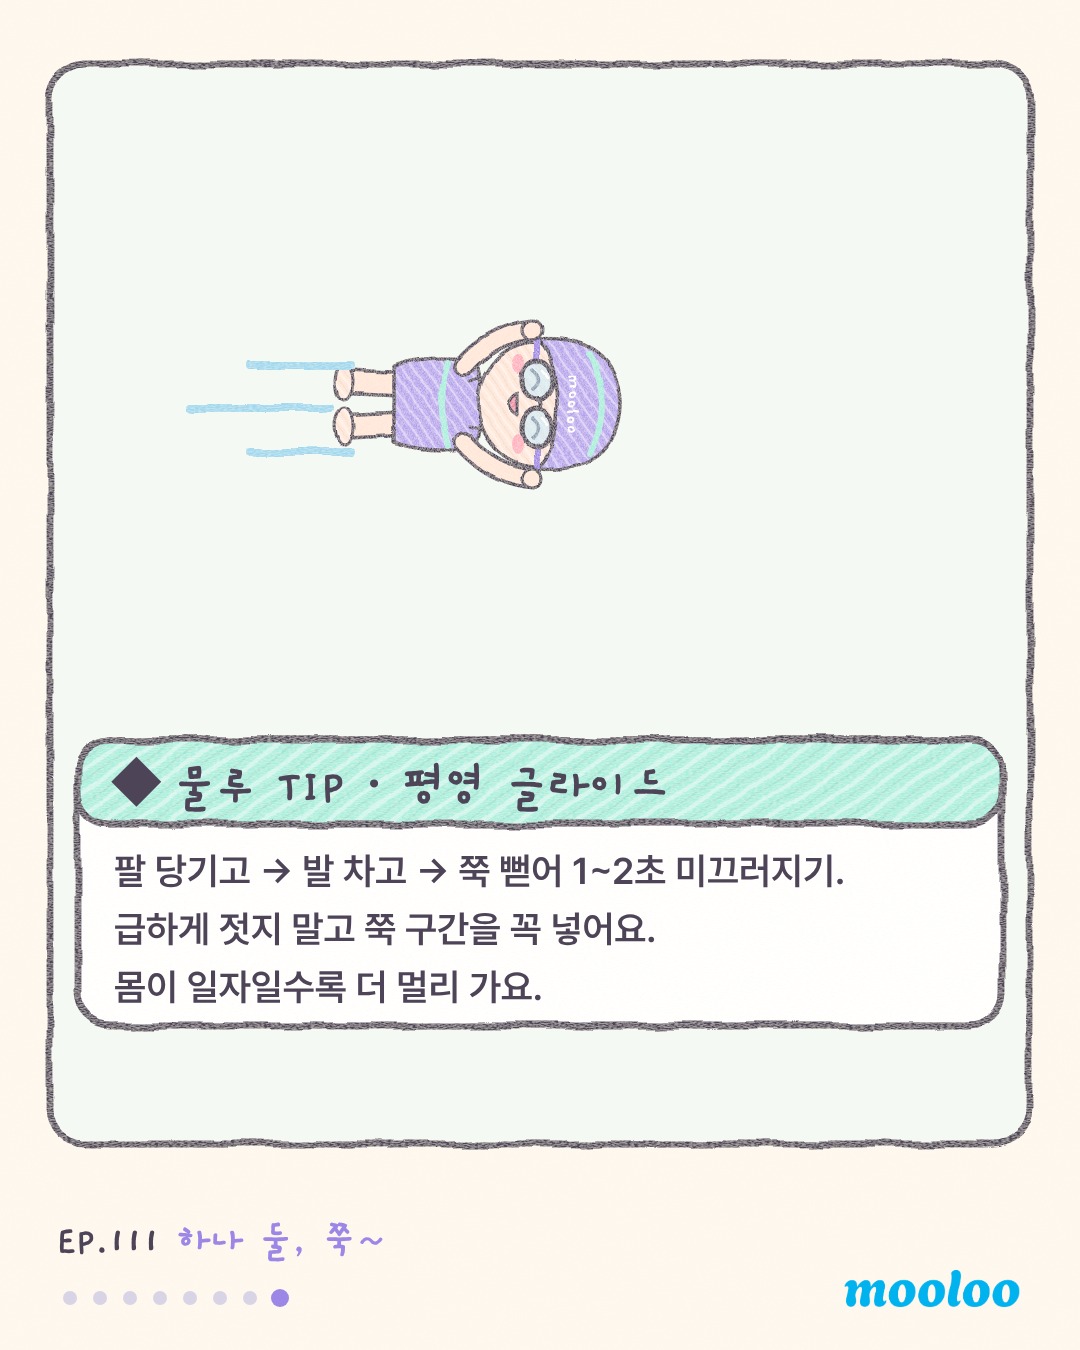 mooloo
물루 TIP · 평영 글라이드
팔 당기고 → 발 차고 → 쭉 뻗어 1~2초 미끄러지기.
급하게 젓지 말고 쭉 구간을 꼭 넣어요.
몸이 일자일수록 더 멀리 가요.
EP.111 하나 둘, 쭉~
mooloo